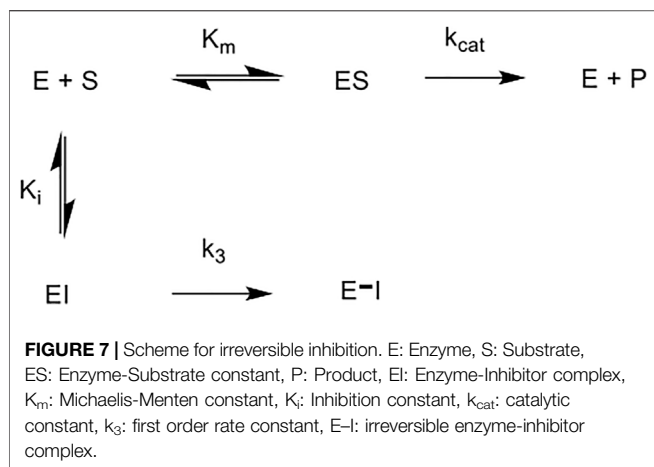 K_m k_cat
E + S ES E + P
K_i
k_3
EI E–I
FIGURE 7 | Scheme for irreversible inhibition. E: Enzyme, S: Substrate,
ES: Enzyme-Substrate constant, P: Product, EI: Enzyme-Inhibitor complex,
K_m: Michaelis-Menten constant, K_i: Inhibition constant, k_cat: catalytic
constant, k_3: first order rate constant, E–I: irreversible enzyme-inhibitor
complex.